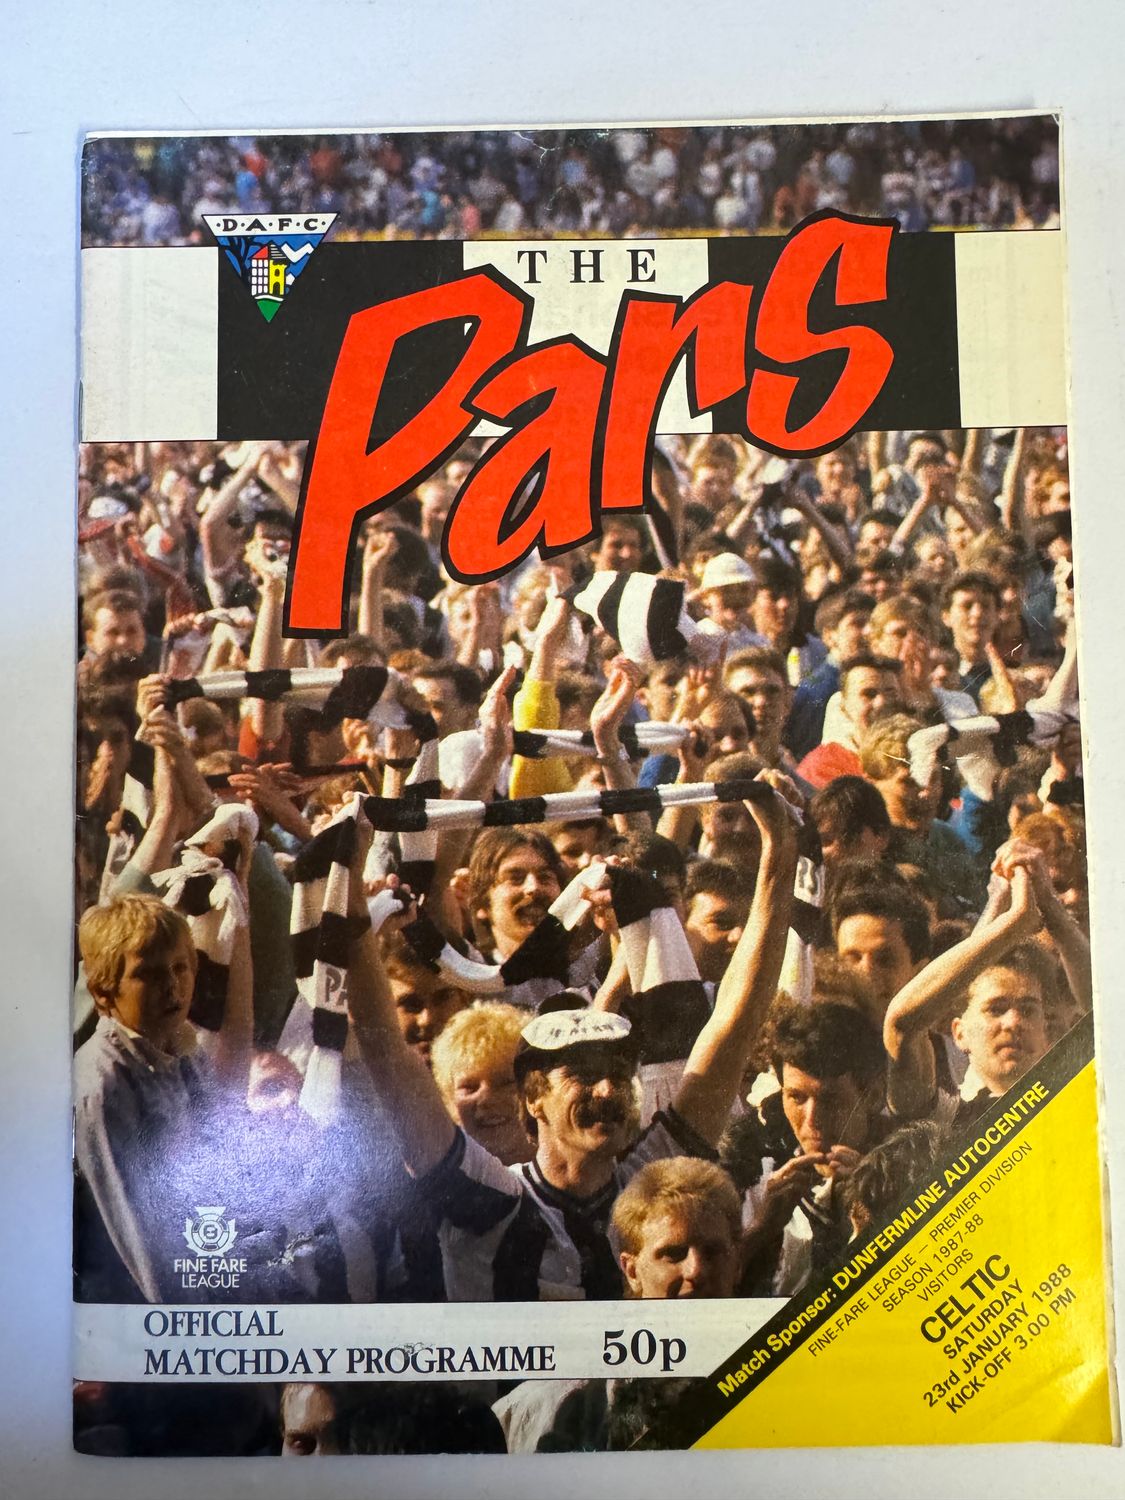 D·A·F·C·
THE
Pars
FINE FARE
LEAGUE
OFFICIAL
MATCHDAY PROGRAMME
50p
Match Sponsor: DUNFERMLINE AUTOCENTRE
FINE-FARE LEAGUE — PREMIER DIVISION
SEASON 1987-88
VISITORS
CELTIC
SATURDAY
23rd JANUARY 1988
KICK-OFF 3.00 PM